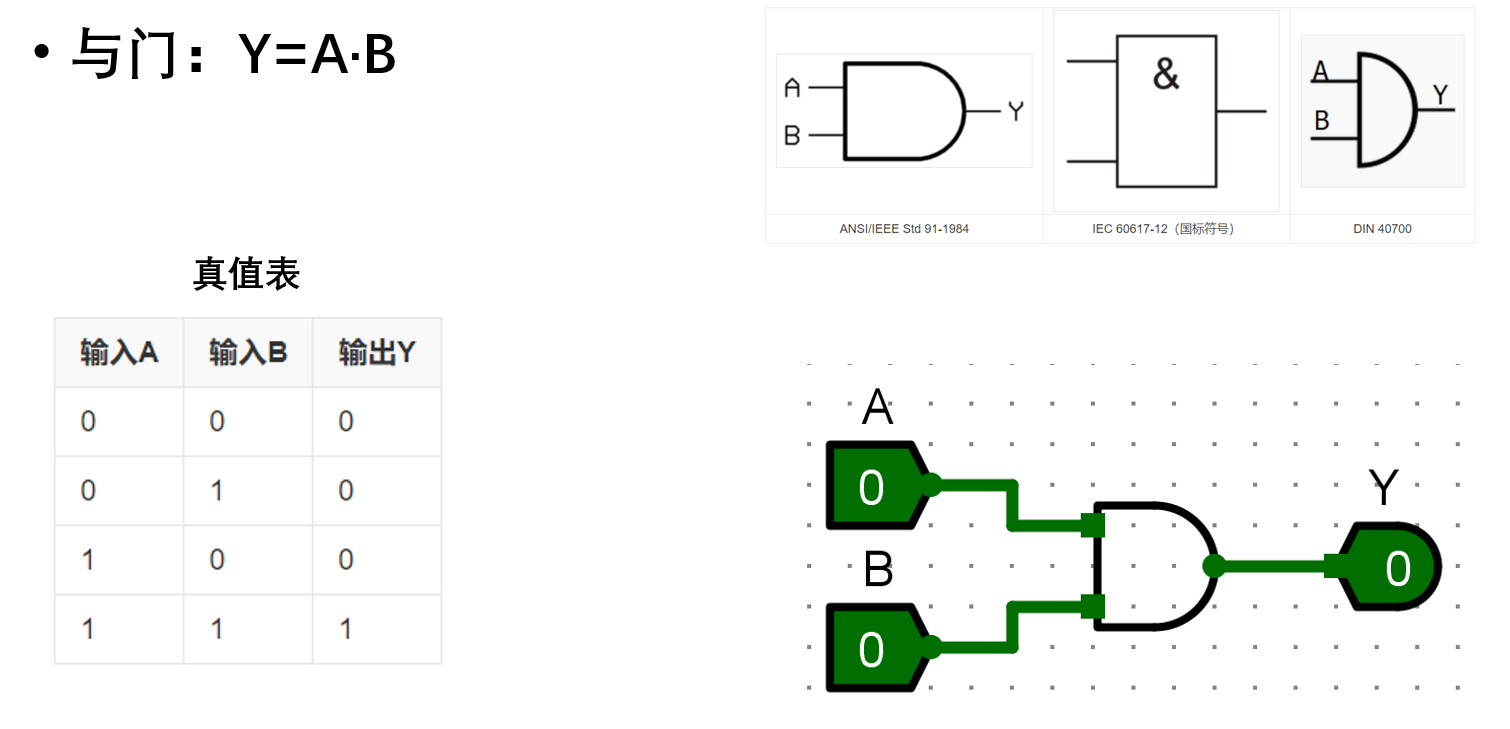 • 与门：Y=A·B
A
B
Y
&
A
B
Y
ANSI/IEEE Std 91-1984
IEC 60617-12（国标符号）
DIN 40700
真值表
输入A 输入B 输出Y
0 0 0
0 1 0
1 0 0
1 1 1
A
0
B
0
Y
0